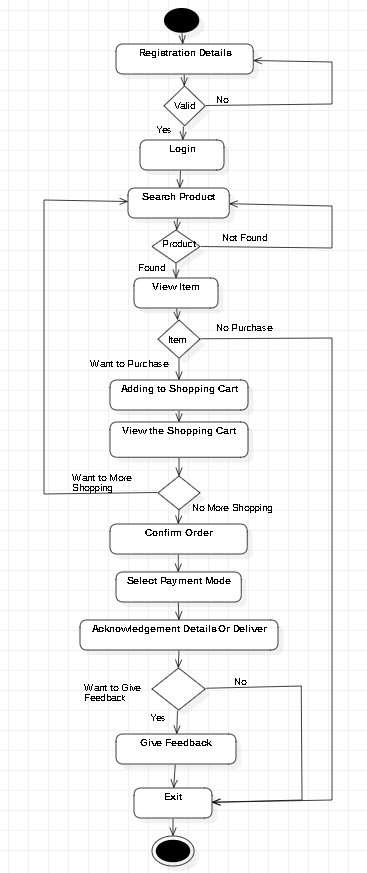 Registration Details
Valid
No
Yes
Login
Search Product
Product
Not Found
Found
View Item
No Purchase
Item
Want to Purchase
Adding to Shopping Cart
View the Shopping Cart
Want to More
Shopping
No More Shopping
Confirm Order
Select Payment Mode
Acknowledgement Details Or Deliver
No
Want to Give
Feedback
Yes
Give Feedback
Exit